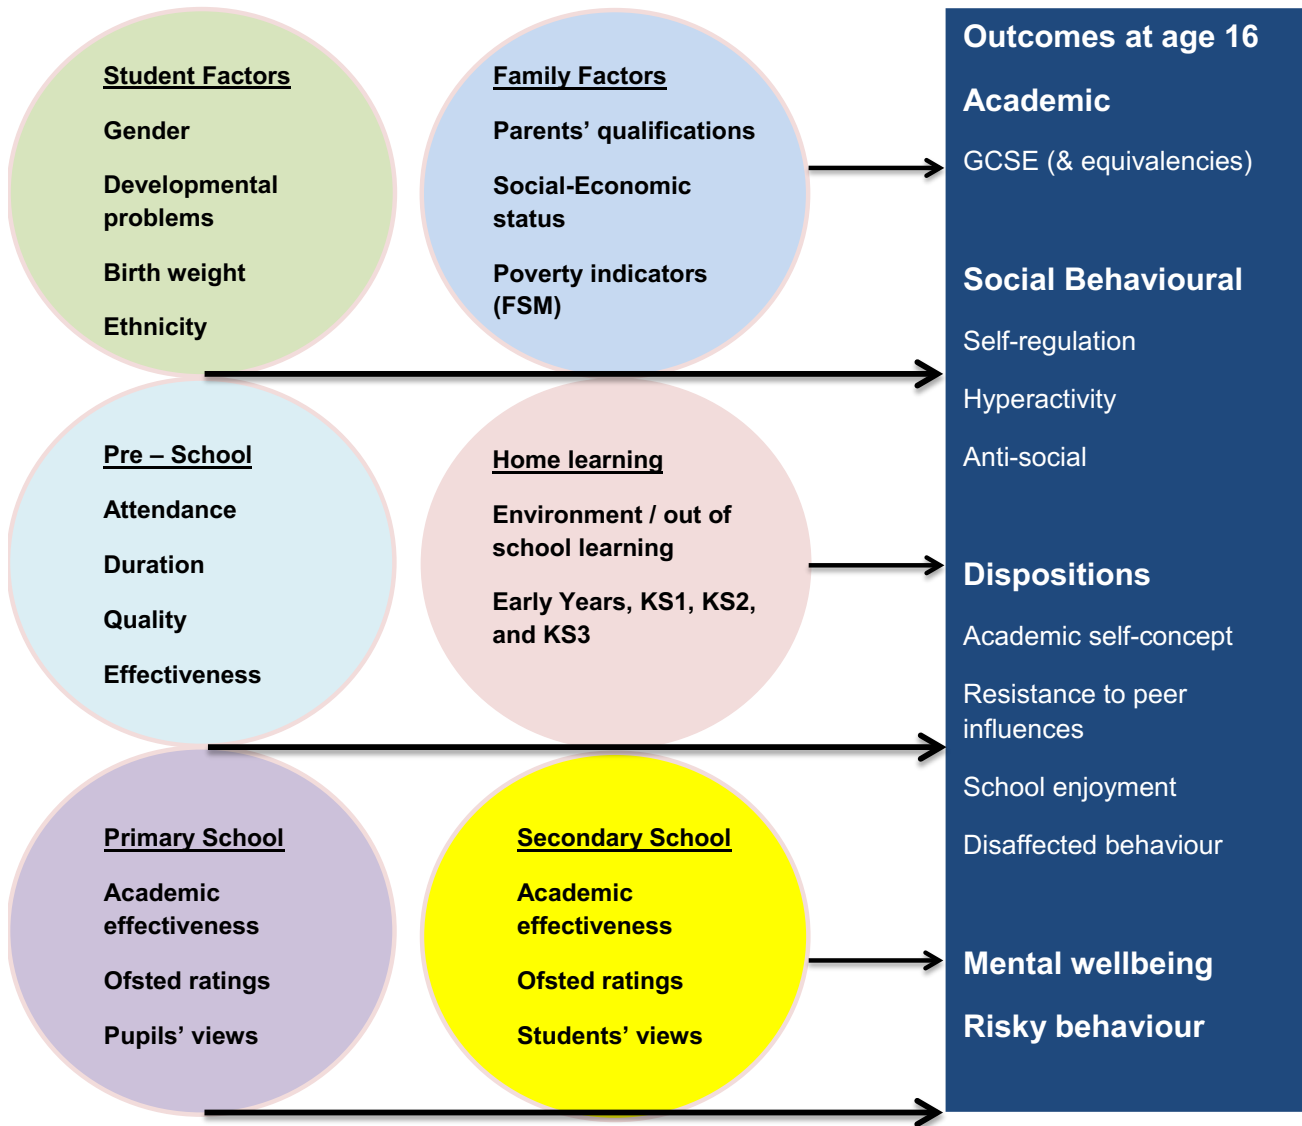 Student Factors
Gender
Developmental
problems
Birth weight
Ethnicity
Family Factors
Parents’ qualifications
Social-Economic
status
Poverty indicators
(FSM)
Pre – School
Attendance
Duration
Quality
Effectiveness
Home learning
Environment / out of
school learning
Early Years, KS1, KS2,
and KS3
Primary School
Academic
effectiveness
Ofsted ratings
Pupils’ views
Secondary School
Academic
effectiveness
Ofsted ratings
Students’ views
Outcomes at age 16
Academic
GCSE (& equivalencies)
Social Behavioural
Self-regulation
Hyperactivity
Anti-social
Dispositions
Academic self-concept
Resistance to peer
influences
School enjoyment
Disaffected behaviour
Mental wellbeing
Risky behaviour